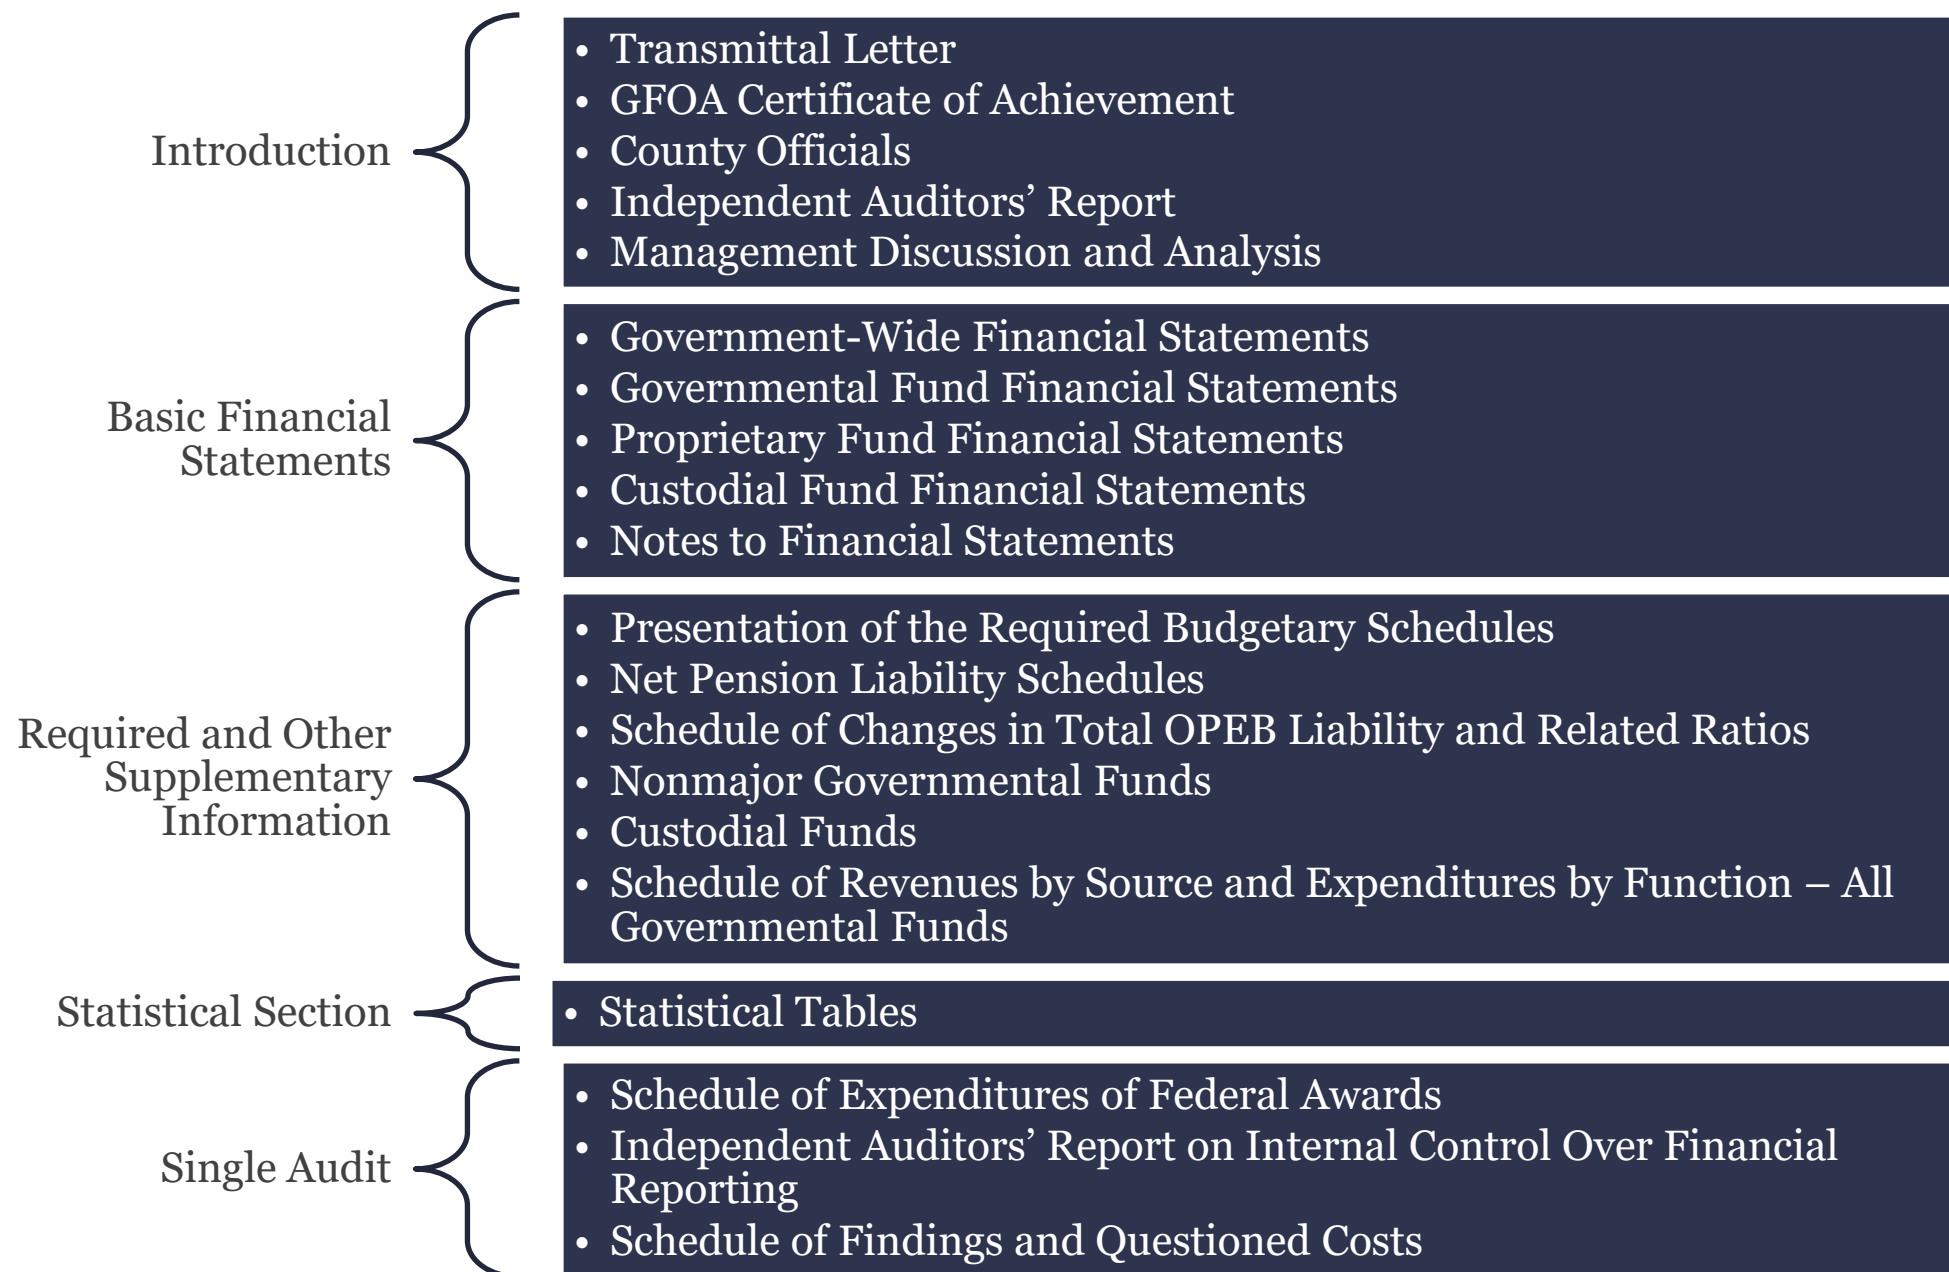 Introduction
• Transmittal Letter
• GFOA Certificate of Achievement
• County Officials
• Independent Auditors’ Report
• Management Discussion and Analysis
Basic Financial
Statements
• Government-Wide Financial Statements
• Governmental Fund Financial Statements
• Proprietary Fund Financial Statements
• Custodial Fund Financial Statements
• Notes to Financial Statements
Required and Other
Supplementary
Information
• Presentation of the Required Budgetary Schedules
• Net Pension Liability Schedules
• Schedule of Changes in Total OPEB Liability and Related Ratios
• Nonmajor Governmental Funds
• Custodial Funds
• Schedule of Revenues by Source and Expenditures by Function – All
Governmental Funds
Statistical Section
• Statistical Tables
Single Audit
• Schedule of Expenditures of Federal Awards
• Independent Auditors’ Report on Internal Control Over Financial
Reporting
• Schedule of Findings and Questioned Costs